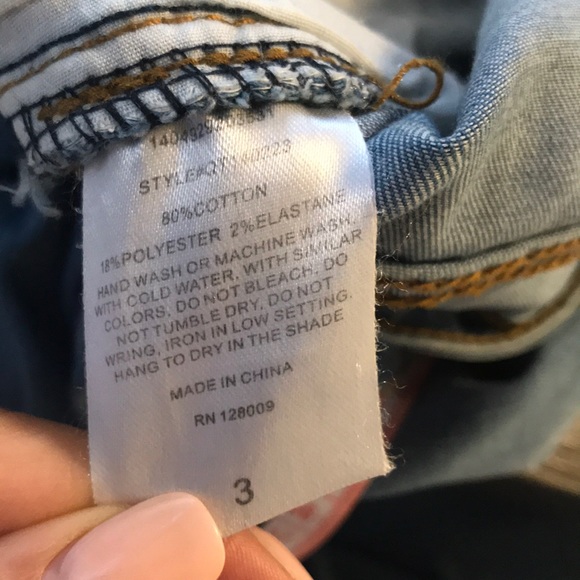 80%COTTON
18%POLYESTER 2%ELASTANE
HAND WASH OR MACHINE WASH
WITH COLD WATER, WITH SIMILAR
COLORS, DO NOT BLEACH. DO
NOT TUMBLE DRY, DO NOT
WRING, IRON IN LOW SETTING.
HANG TO DRY IN THE SHADE
MADE IN CHINA
RN 128009
3